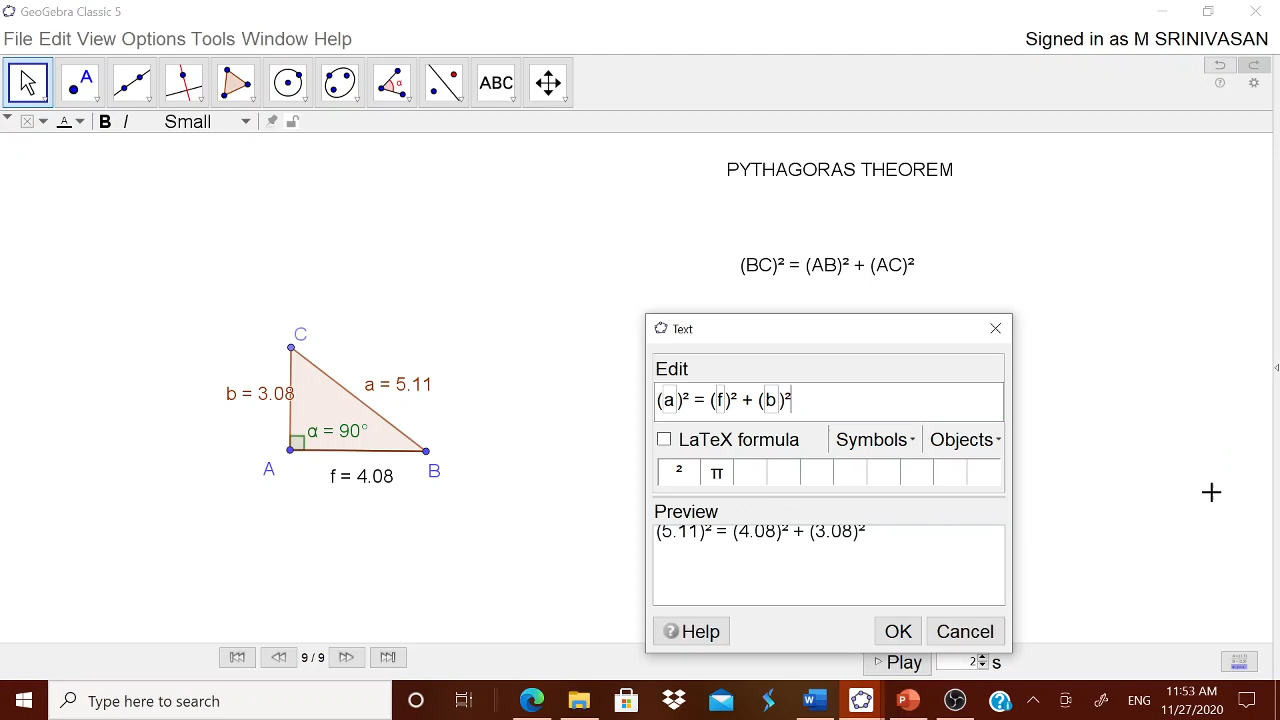 GeoGebra Classic 5
File Edit View Options Tools Window Help
Signed in as M SRINIVASAN
A
α
ABC
A B I Small
PYTHAGORAS THEOREM
(BC)² = (AB)² + (AC)²
Text
Edit
(a)² = (f)² + (b)²
LaTeX formula Symbols Objects
² π
Preview
(5.11)² = (4.08)² + (3.08)²
Help OK Cancel
C
b = 3.08
a = 5.11
α = 90°
A
B
f = 4.08
9 / 9
Play 2 s
Type here to search
ENG
11:53 AM
11/27/2020